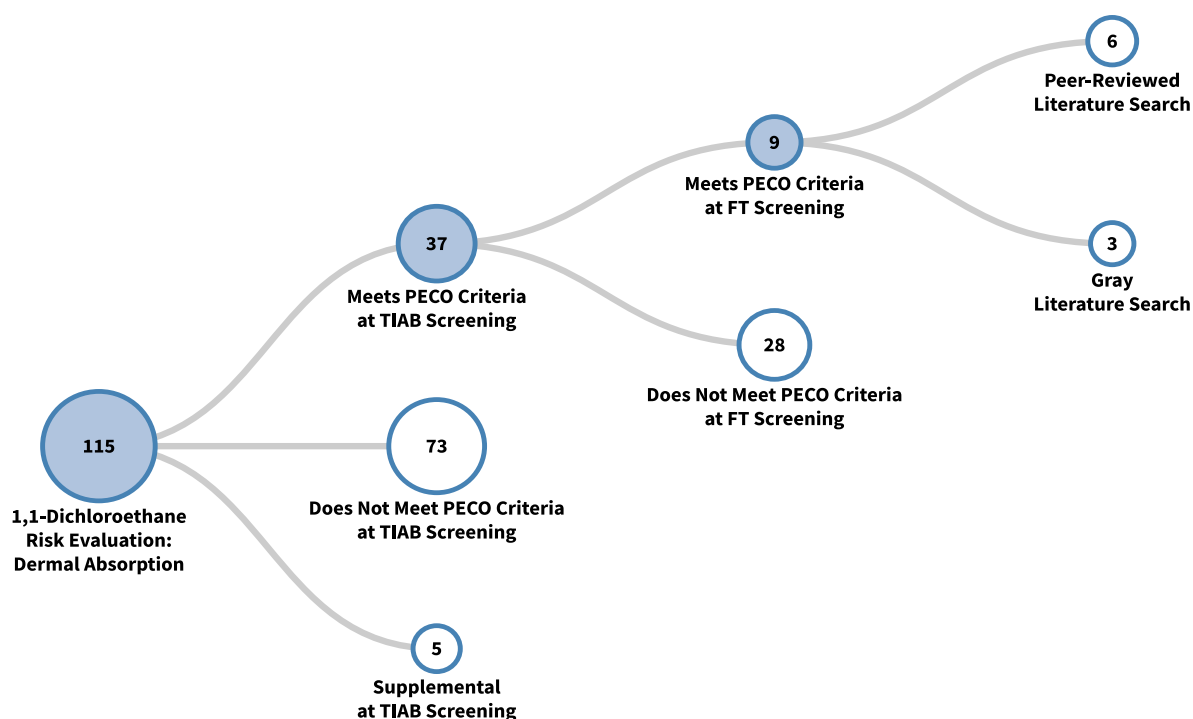 6
Peer-Reviewed
Literature Search
9
Meets PECO Criteria
at FT Screening
37
Meets PECO Criteria
at TIAB Screening
3
Gray
Literature Search
28
Does Not Meet PECO Criteria
at FT Screening
115
1,1-Dichloroethane
Risk Evaluation:
Dermal Absorption
73
Does Not Meet PECO Criteria
at TIAB Screening
5
Supplemental
at TIAB Screening